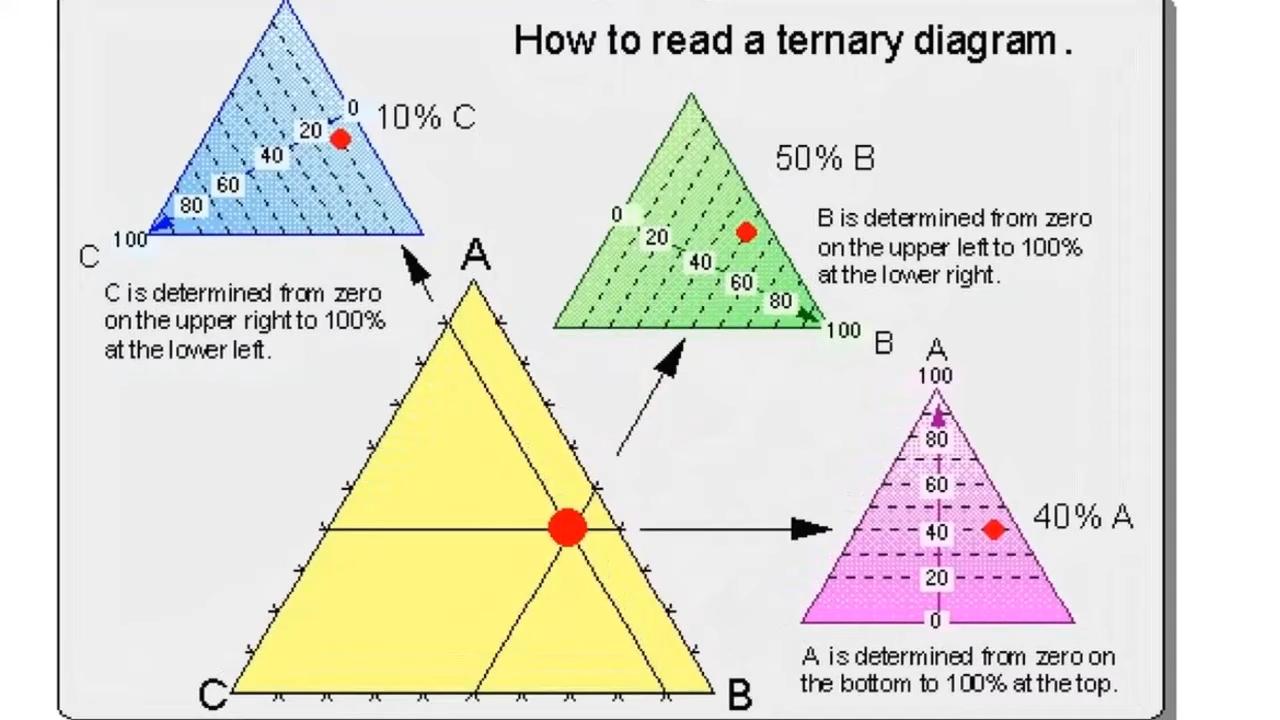 How to read a ternary diagram.
0
10% C
20
40
60
80
100
C
C is determined from zero
on the upper right to 100%
at the lower left.
50% B
0
20
40
60
80
100
B
B is determined from zero
on the upper left to 100%
at the lower right.
A
C
B
A
100
80
60
40
20
0
40% A
A is determined from zero on
the bottom to 100% at the top.